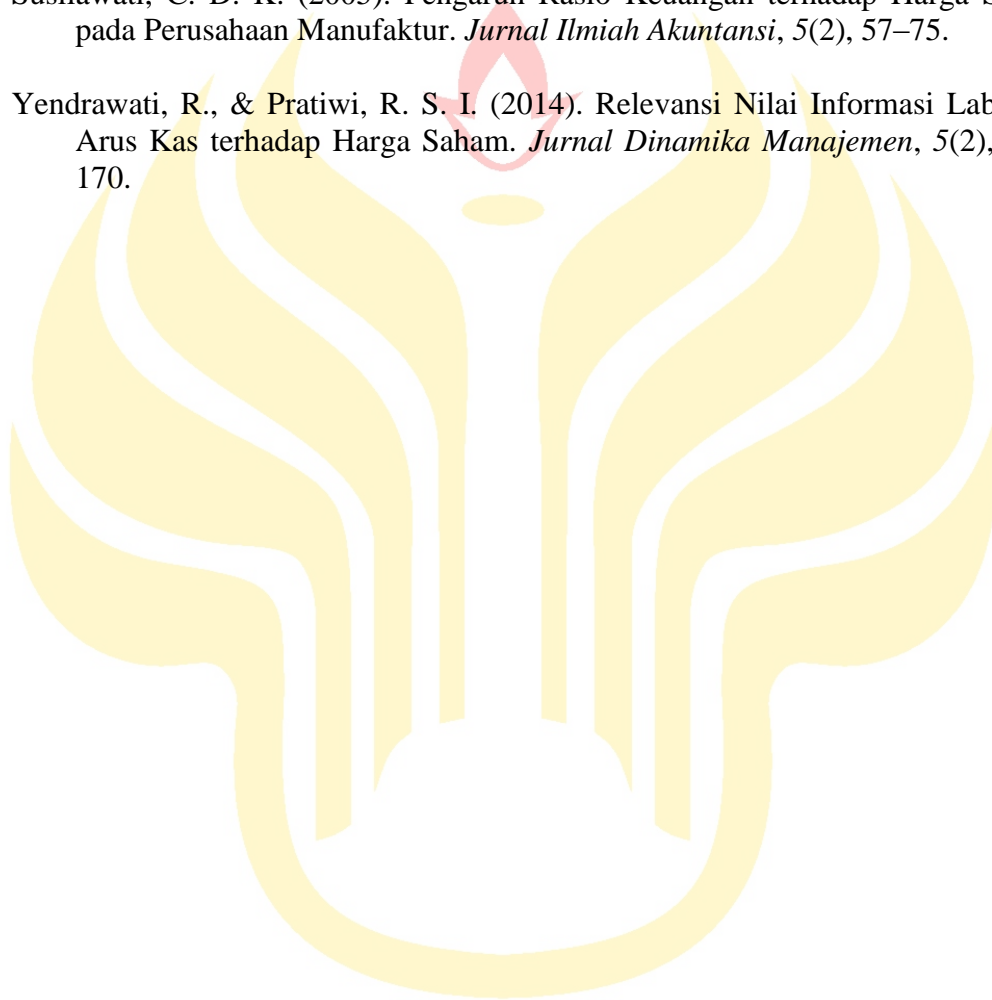 pada Perusahaan Manufaktur. Jurnal Ilmiah Akuntansi, 5(2), 57–75.
Yendrawati, R., & Pratiwi, R. S. I. (2014). Relevansi Nilai Informasi Lab
Arus Kas terhadap Harga Saham. Jurnal Dinamika Manajemen, 5(2),
170.